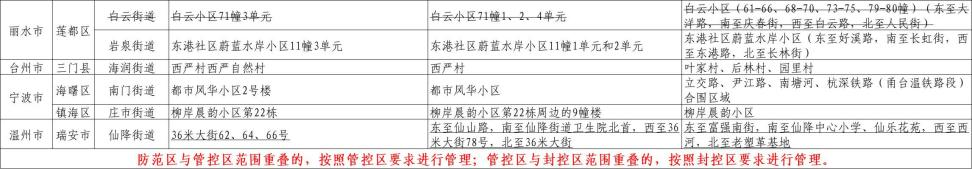 丽水市 莲都区 白云街道 白云小区71幢3单元 白云小区71幢1、2、4单元 白云小区(61-66、68-70、73-75、79-80幢)(东至大洋路,南至庆春街,西至白云路,北至人民街)
岩泉街道 东港社区蔚蓝水岸小区11幢3单元 东港社区蔚蓝水岸小区11幢1单元和2单元 东港社区蔚蓝水岸小区(东至好溪路,南至长虹街,西至东港路,北至长林街)
台州市 三门县 海润街道 西严村西严自然村 西严村 叶家村、后林村、园里村
宁波市 海曙区 南门街道 都市风华小区2号楼 都市风华小区 立交路、尹江路、南塘河、杭深铁路(甬台温铁路段)合围区域
镇海区 庄市街道 柳岸晨韵小区第22栋 柳岸晨韵小区第22栋周边的9幢楼 柳岸晨韵小区
温州市 瑞安市 仙降街道 36米大街62、64、66号 东至仙山路,南至仙降街道卫生院北首,西至36米大街78号,北至36米大街 东至富强南街,南至仙降中心小学、仙乐花苑,西至西河,北至老塑革基地
防范区与管控区范围重叠的,按照管控区要求进行管理;管控区与封控区范围重叠的,按照封控区要求进行管理。